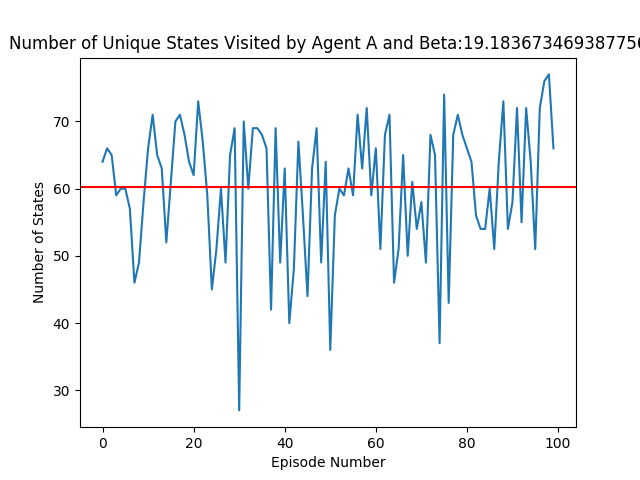 Number of Unique States Visited by Agent A and Beta:19.183673469387756
Number of States
70
60
50
40
30
0 20 40 60 80 100
Episode Number